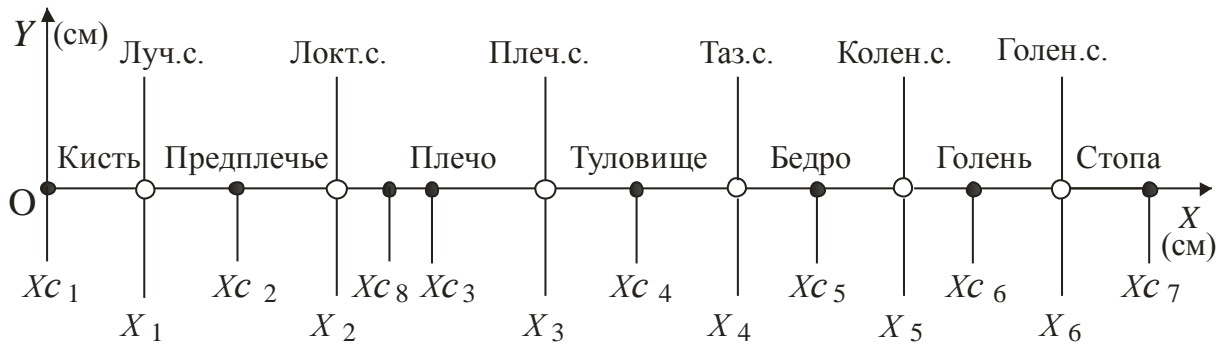 Y (см)
Луч.с. Локт.с. Плеч.с. Таз.с. Колен.с. Голен.с.
Кисть Предплечье Плечо Туловище Бедро Голень Стопа
O X
(см)
Xc 1 Xc 2 Xc 8 Xc 3 Xc 4 Xc 5 Xc 6 Xc 7
X 1 X 2 X 3 X 4 X 5 X 6